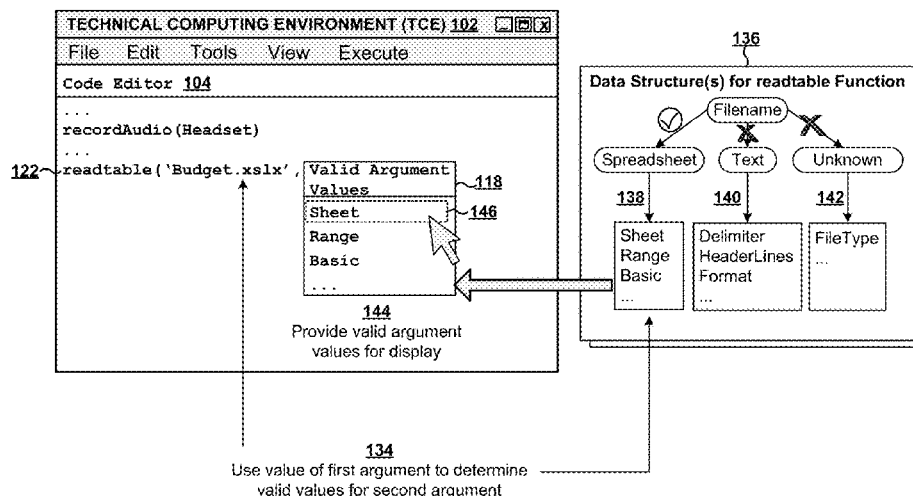 TECHNICAL COMPUTING ENVIRONMENT (TCE) 102
File Edit Tools View Execute
Code Editor 104
...
recordAudio(Headset)
...
122 readtable('Budget.xslx',
Valid Argument
Values
118
Sheet
146
Range
Basic
...
144
Provide valid argument
values for display
136
Data Structure(s) for readtable Function
Filename
Spreadsheet Text Unknown
138 140 142
Sheet
Range
Basic
...
Delimiter
HeaderLines
Format
...
FileType
...
134
Use value of first argument to determine
valid values for second argument